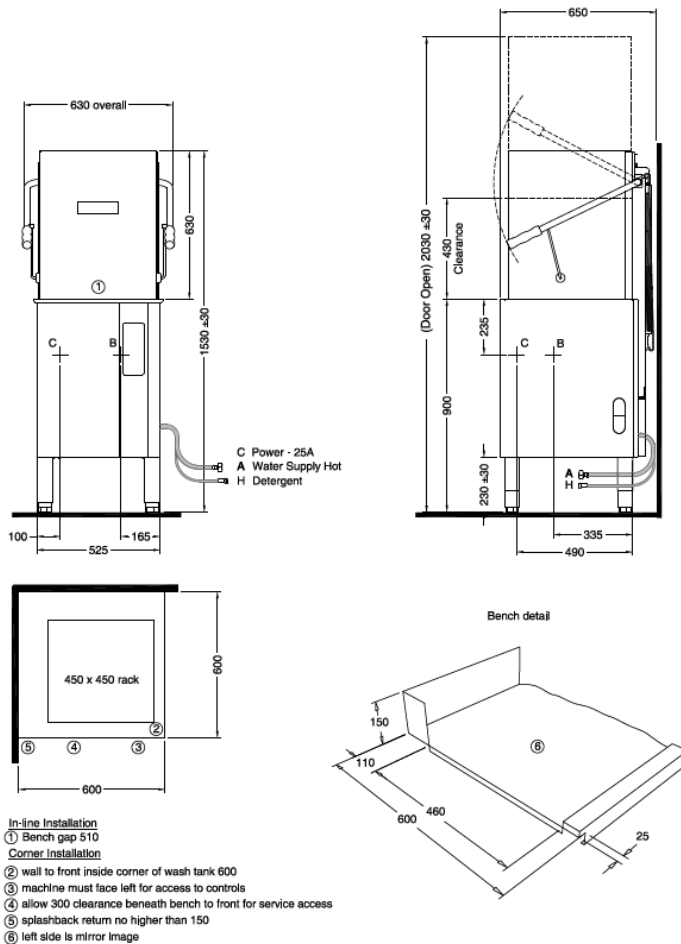 650
630 overall
630
1530 ±30
(Door Open) 2030 ±30
430
Clearance
①
C
B
235
C
B
900
C Power - 25A
A Water Supply Hot
H Detergent
230 ±30
A
H
100
165
525
335
490
Bench detail
450 x 450 rack
600
②
⑤
④
③
600
150
110
⑥
460
600
25
In-line Installation
① Bench gap 510
Corner Installation
② wall to front inside corner of wash tank 600
③ machine must face left for access to controls
④ allow 300 clearance beneath bench to front for service access
⑤ splashback return no higher than 150
⑥ left side is mirror image